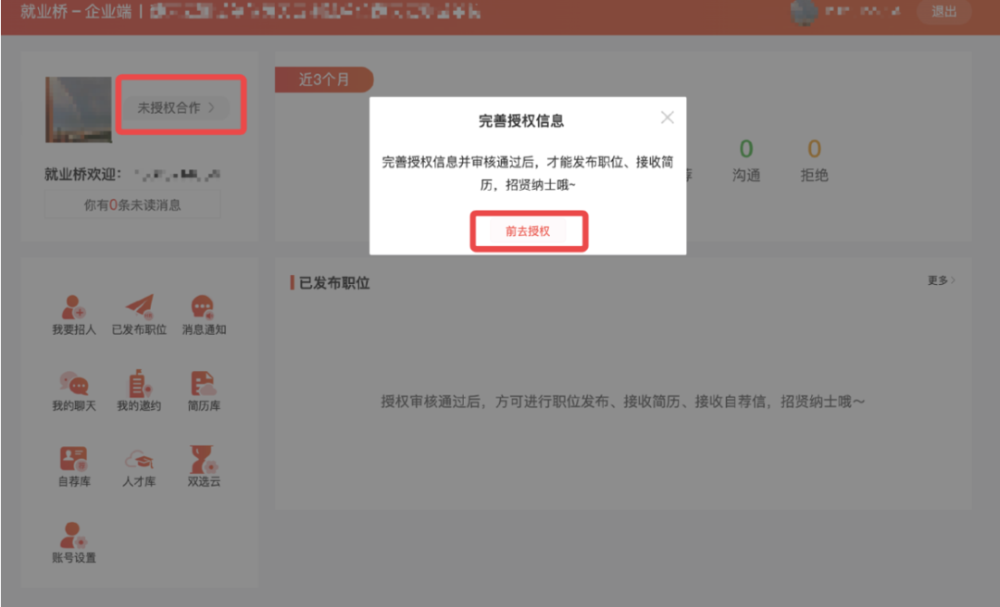 就业桥－企业端 |
退出
未授权合作 >
就业桥欢迎：
你有0条未读消息
近3个月
0 0
荐 沟通 拒绝
完善授权信息
完善授权信息并审核通过后，才能发布职位、接收简
历，招贤纳士哦~
前去授权
我要招人 已发布职位 消息通知
我的聊天 我的邀约 简历库
自荐库 人才库 双选云
账号设置
已发布职位 更多 >
授权审核通过后，方可进行职位发布、接收简历、接收自荐信，招贤纳士哦～